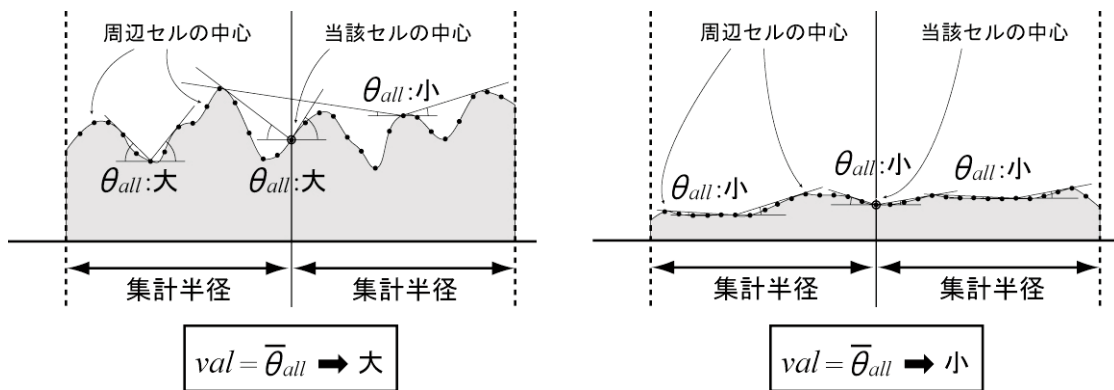 周辺セルの中心
当該セルの中心
θall:小
θall:大
θall:大
集計半径
集計半径
val = θ̅all ➡ 大
周辺セルの中心
当該セルの中心
θall:小
θall:小
θall:小
集計半径
集計半径
val = θ̅all ➡ 小